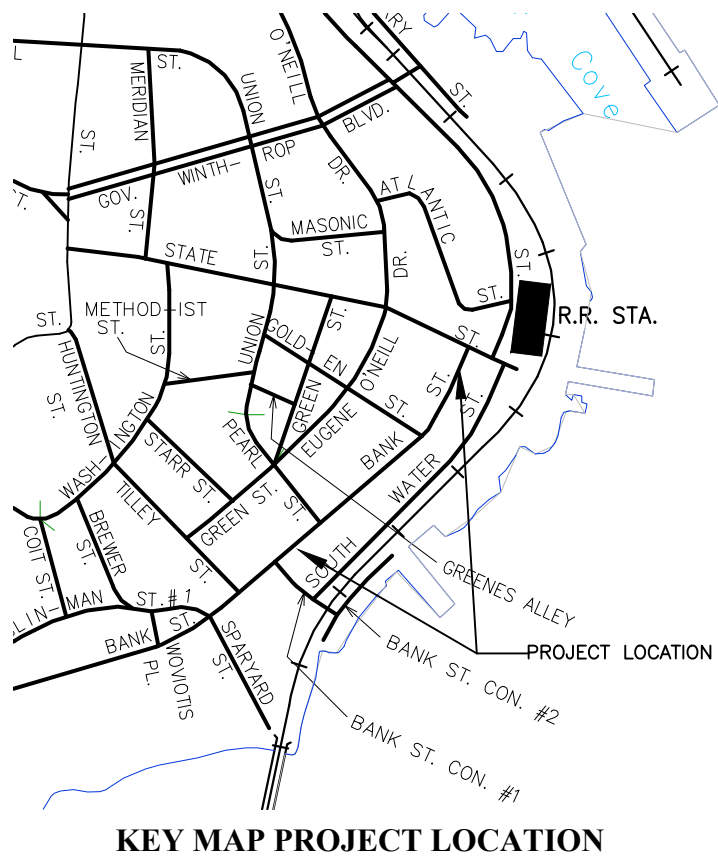 O'NEILL
ARY
ST.
L
ST.
MERIDIAN
UNION
Cove
ST.
BLVD.
ROP
WINTH-
GOV.
DR.
T.
ST.
ST.
ATLANTIC
MASONIC
ST.
STATE
ST.
DR.
ST.
ST.
R.R. STA.
METHOD-IST
ST.
ST.
ST.
ST.
GOLD-EN
UNION
O'NEILL
ST.
HUNTINGTON
ST.
GREEN
ST.
ST.
ST.
EUGENE
BANK
WASH-INGTON
STARR ST.
PEARL
ST.
WATER
TILLEY
GREEN ST.
SOUTH
GREENES ALLEY
COIT ST.
BREWER
ST.
ST.
LIN-MAN
ST.#1
BANK
ST.
WOVIOTIS
PL.
SPARYARD
ST.
PROJECT LOCATION
BANK ST. CON. #2
BANK ST. CON. #1
KEY MAP PROJECT LOCATION